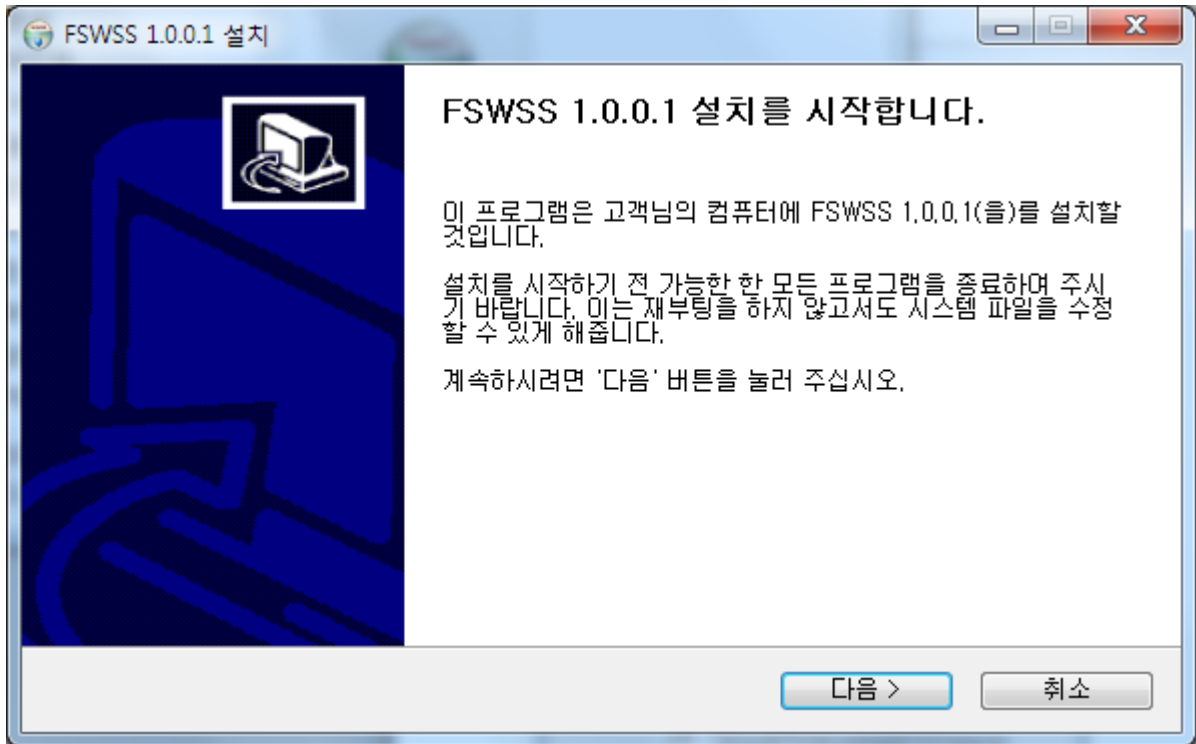 FSWSS 1.0.0.1 설치
FSWSS 1.0.0.1 설치를 시작합니다.
이 프로그램은 고객님의 컴퓨터에 FSWSS 1.0.0.1(을)를 설치할
것입니다.
설치를 시작하기 전 가능한 한 모든 프로그램을 종료하여 주시
기 바랍니다. 이는 재부팅을 하지 않고서도 시스템 파일을 수정
할 수 있게 해줍니다.
계속하시려면 '다음' 버튼을 눌러 주십시오.
다음 >
취소